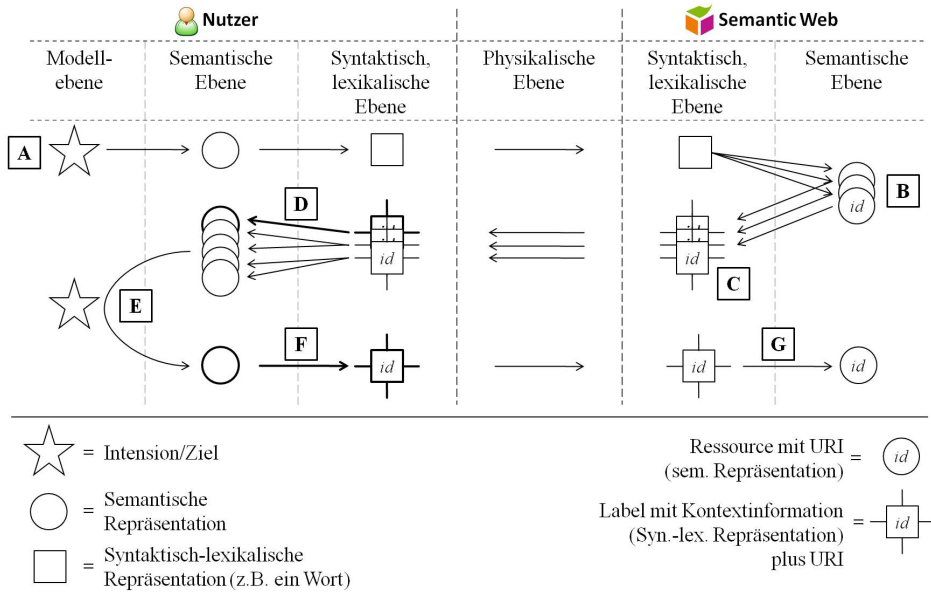 Nutzer
Semantic Web
Modell-
ebene
Semantische
Ebene
Syntaktisch,
lexikalische
Ebene
Physikalische
Ebene
Syntaktisch,
lexikalische
Ebene
Semantische
Ebene
A
B
id
D
id
id
C
E
F
id
id
G
id
= Intension/Ziel
= Semantische
Repräsentation
= Syntaktisch-lexikalische
Repräsentation (z.B. ein Wort)
Ressource mit URI =
(sem. Repräsentation)
id
Label mit Kontextinformation
(Syn.-lex. Repräsentation) =
plus URI
id